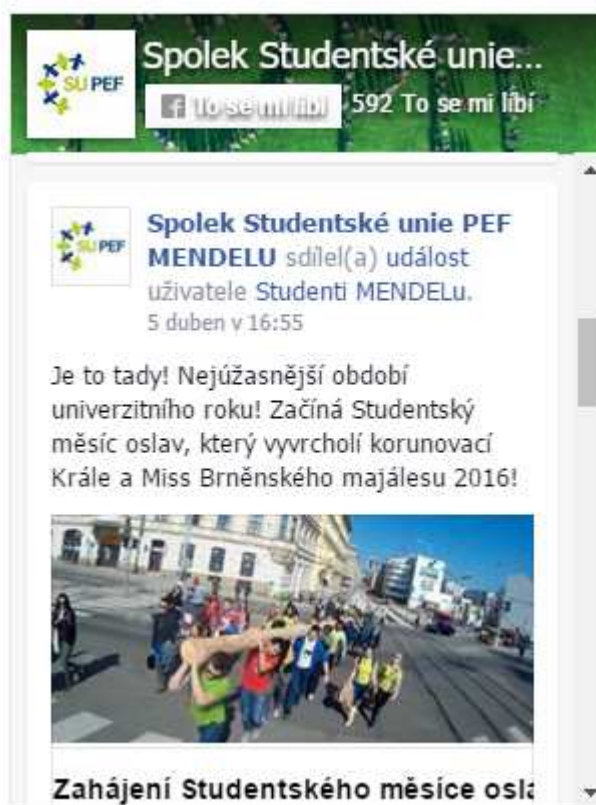 SU PEF
Spolek Studentské unie...
To se mi líbí
592 To se mi líbí
SU PEF
Spolek Studentské unie PEF
MENDELU sdílel(a) událost
uživatele Studenti MENDELu.
5 duben v 16:55
Je to tady! Nejúžasnější období
univerzitního roku! Začíná Studentský
měsíc oslav, který vyvrcholí korunovací
Krále a Miss Brněnského majálesu 2016!
Zahájení Studentského měsíce osla